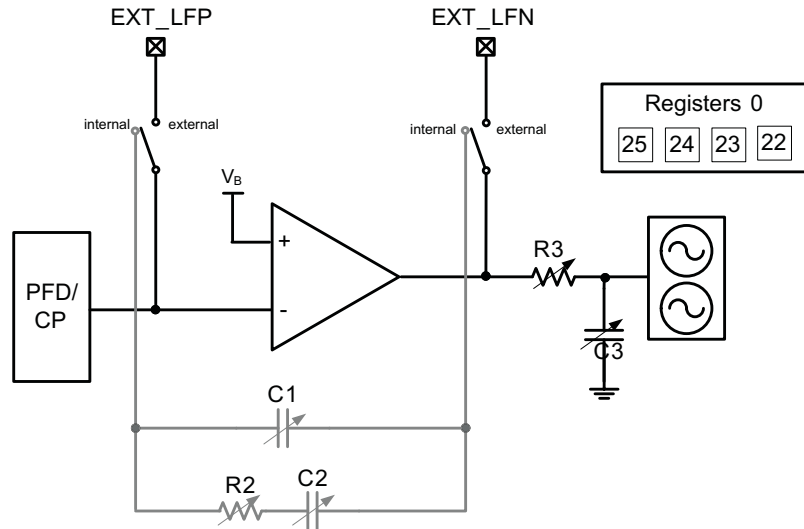 EXT_LFP
EXT_LFN
internal
external
internal
external
Registers 0
25 24 23 22
VB
+
-
PFD/
CP
R3
C3
C1
R2
C2